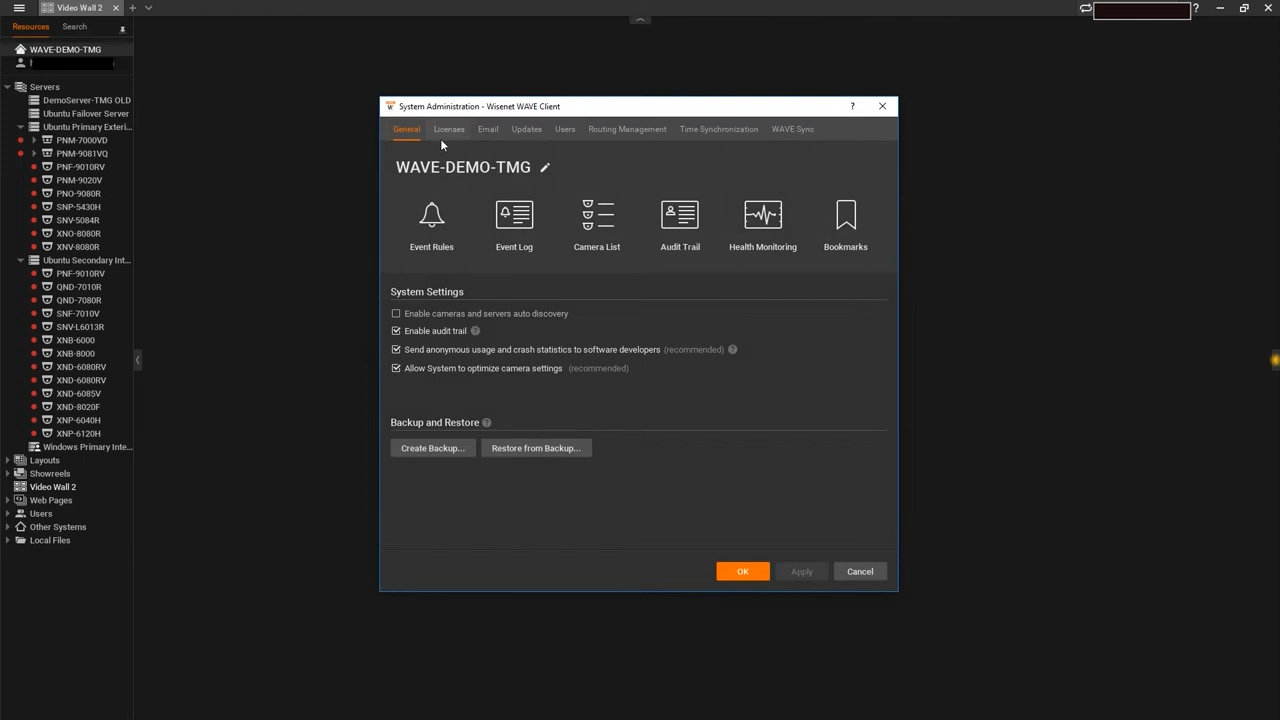 Video Wall 2
Resources
Search
WAVE-DEMO-TMG
Servers
DemoServer-TMG OLD
Ubuntu Failover Server
Ubuntu Primary Exteri...
PNM-7000VD
PNM-9081VQ
PNF-9010RV
PNM-9020V
PNO-9080R
SNP-5430H
SNV-5084R
XNO-8080R
XNV-8080R
Ubuntu Secondary Int...
PNF-9010RV
QND-7010R
QND-7080R
SNF-7010V
SNV-L6013R
XNB-6000
XNB-8000
XND-6080RV
XND-6080RV
XND-6085V
XND-8020F
XNP-6040H
XNP-6120H
Windows Primary Inte...
Layouts
Showreels
Video Wall 2
Web Pages
Users
Other Systems
Local Files
System Administration - Wisenet WAVE Client
General Licenses Email Updates Users Routing Management Time Synchronization WAVE Sync
WAVE-DEMO-TMG
Event Rules Event Log Camera List Audit Trail Health Monitoring Bookmarks
System Settings
Enable cameras and servers auto discovery
Enable audit trail ?
Send anonymous usage and crash statistics to software developers (recommended) ?
Allow System to optimize camera settings (recommended)
Backup and Restore ?
Create Backup... Restore from Backup...
OK Apply Cancel